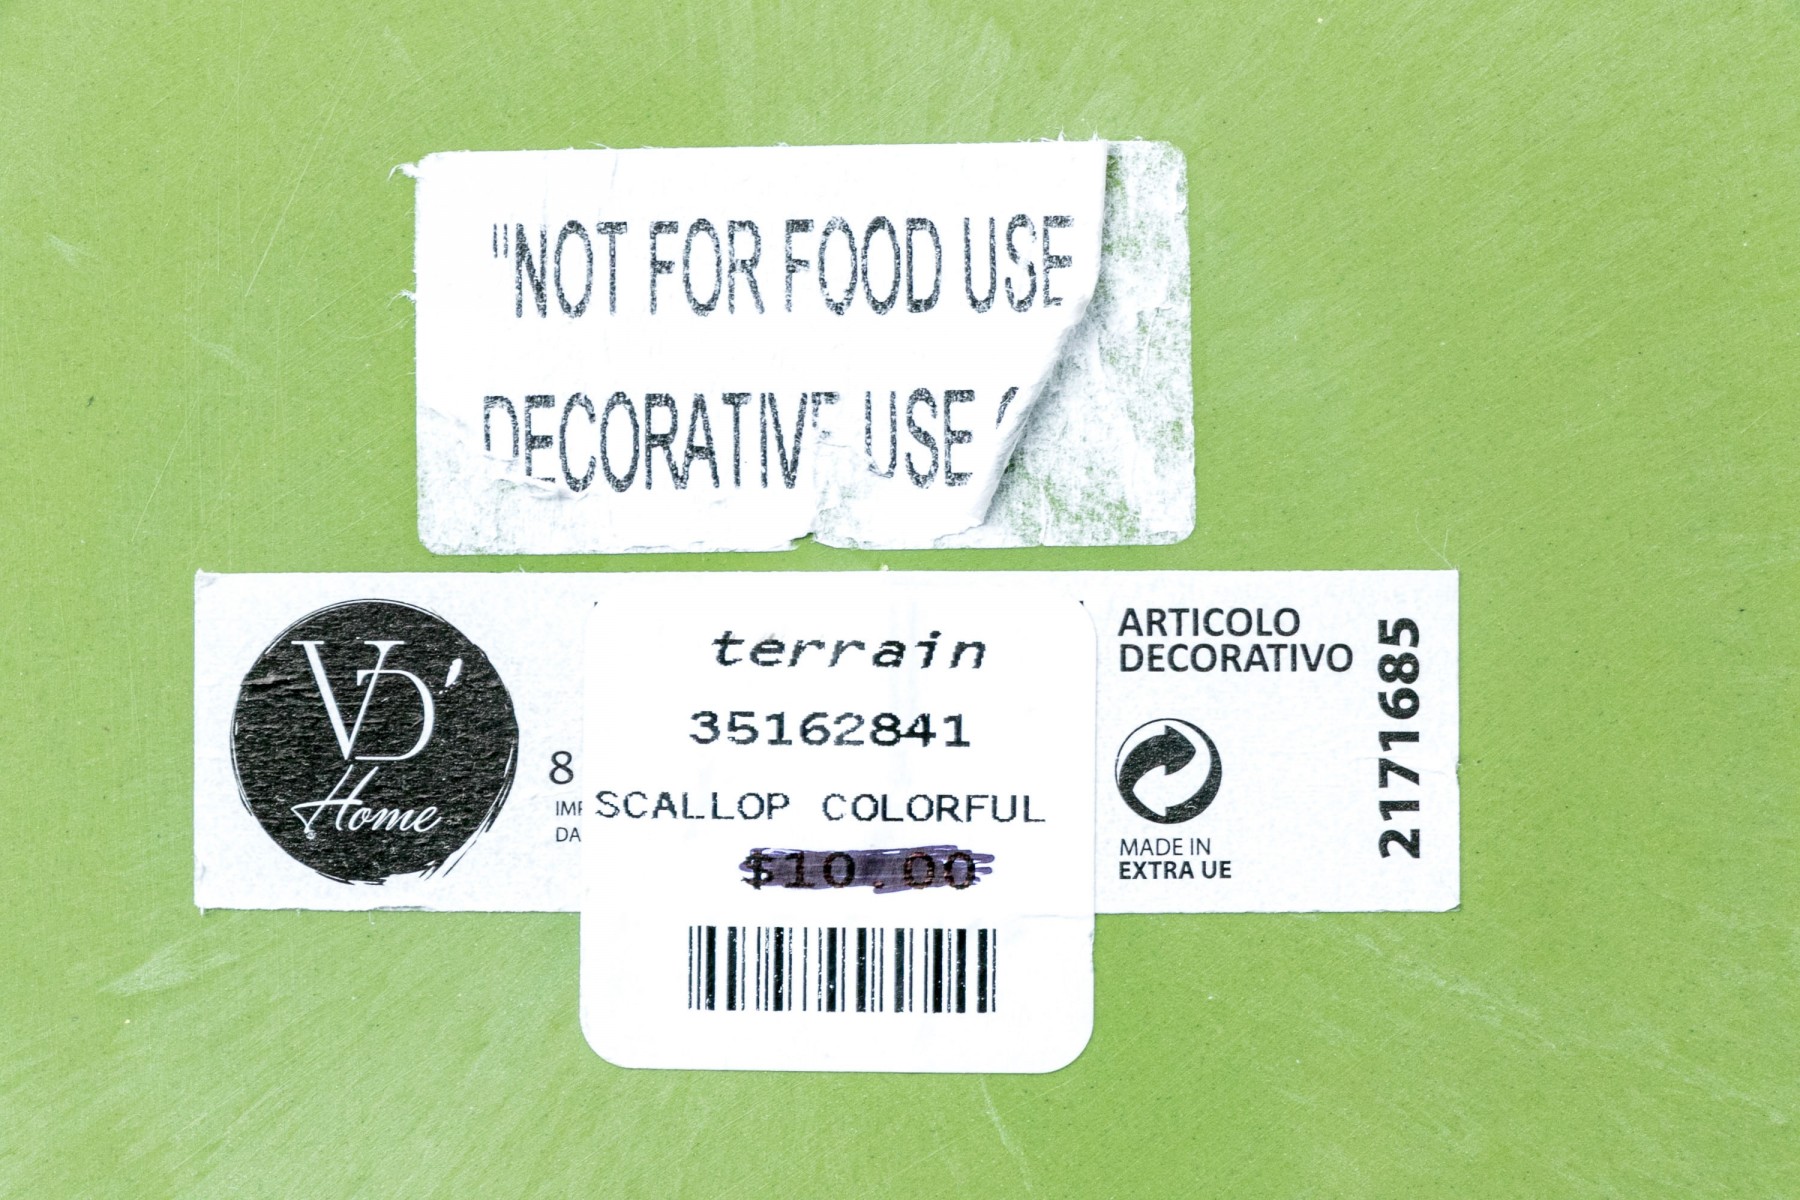 "NOT FOR FOOD USE
DECORATIVE USE
VD'
Home
8
terrain
35162841
SCALLOP COLORFUL
$10.00
ARTICOLO
DECORATIVO
MADE IN
EXTRA UE
2171685